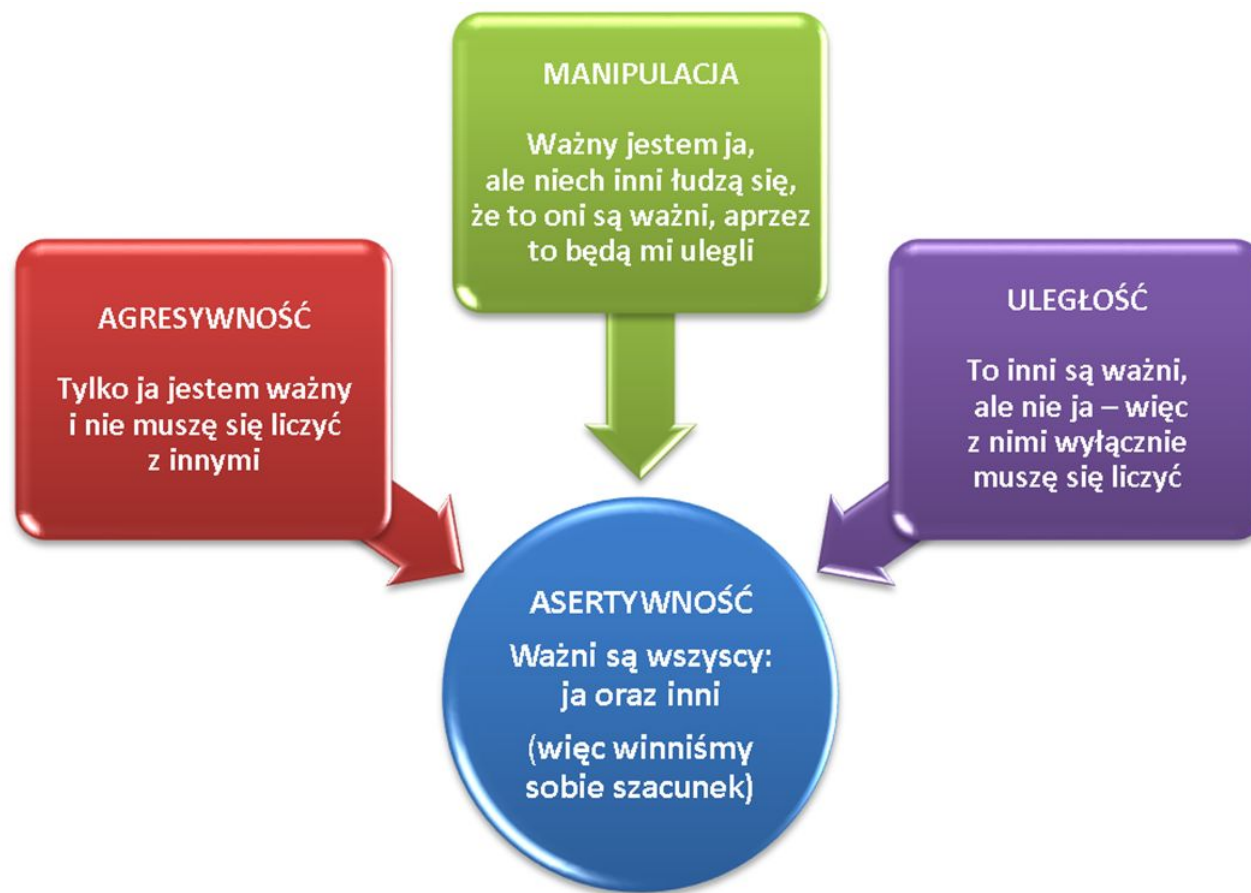 MANIPULACJA
Ważny jestem ja,
ale niech inni łudzą się,
że to oni są ważni, aprzez
to będą mi ulegli
AGRESYWNOŚĆ
Tylko ja jestem ważny
i nie muszę się liczyć
z innymi
ULEGŁOŚĆ
To inni są ważni,
ale nie ja – więc
z nimi wyłącznie
muszę się liczyć
ASERTYWNOŚĆ
Ważni są wszyscy:
ja oraz inni
(więc winniśmy
sobie szacunek)